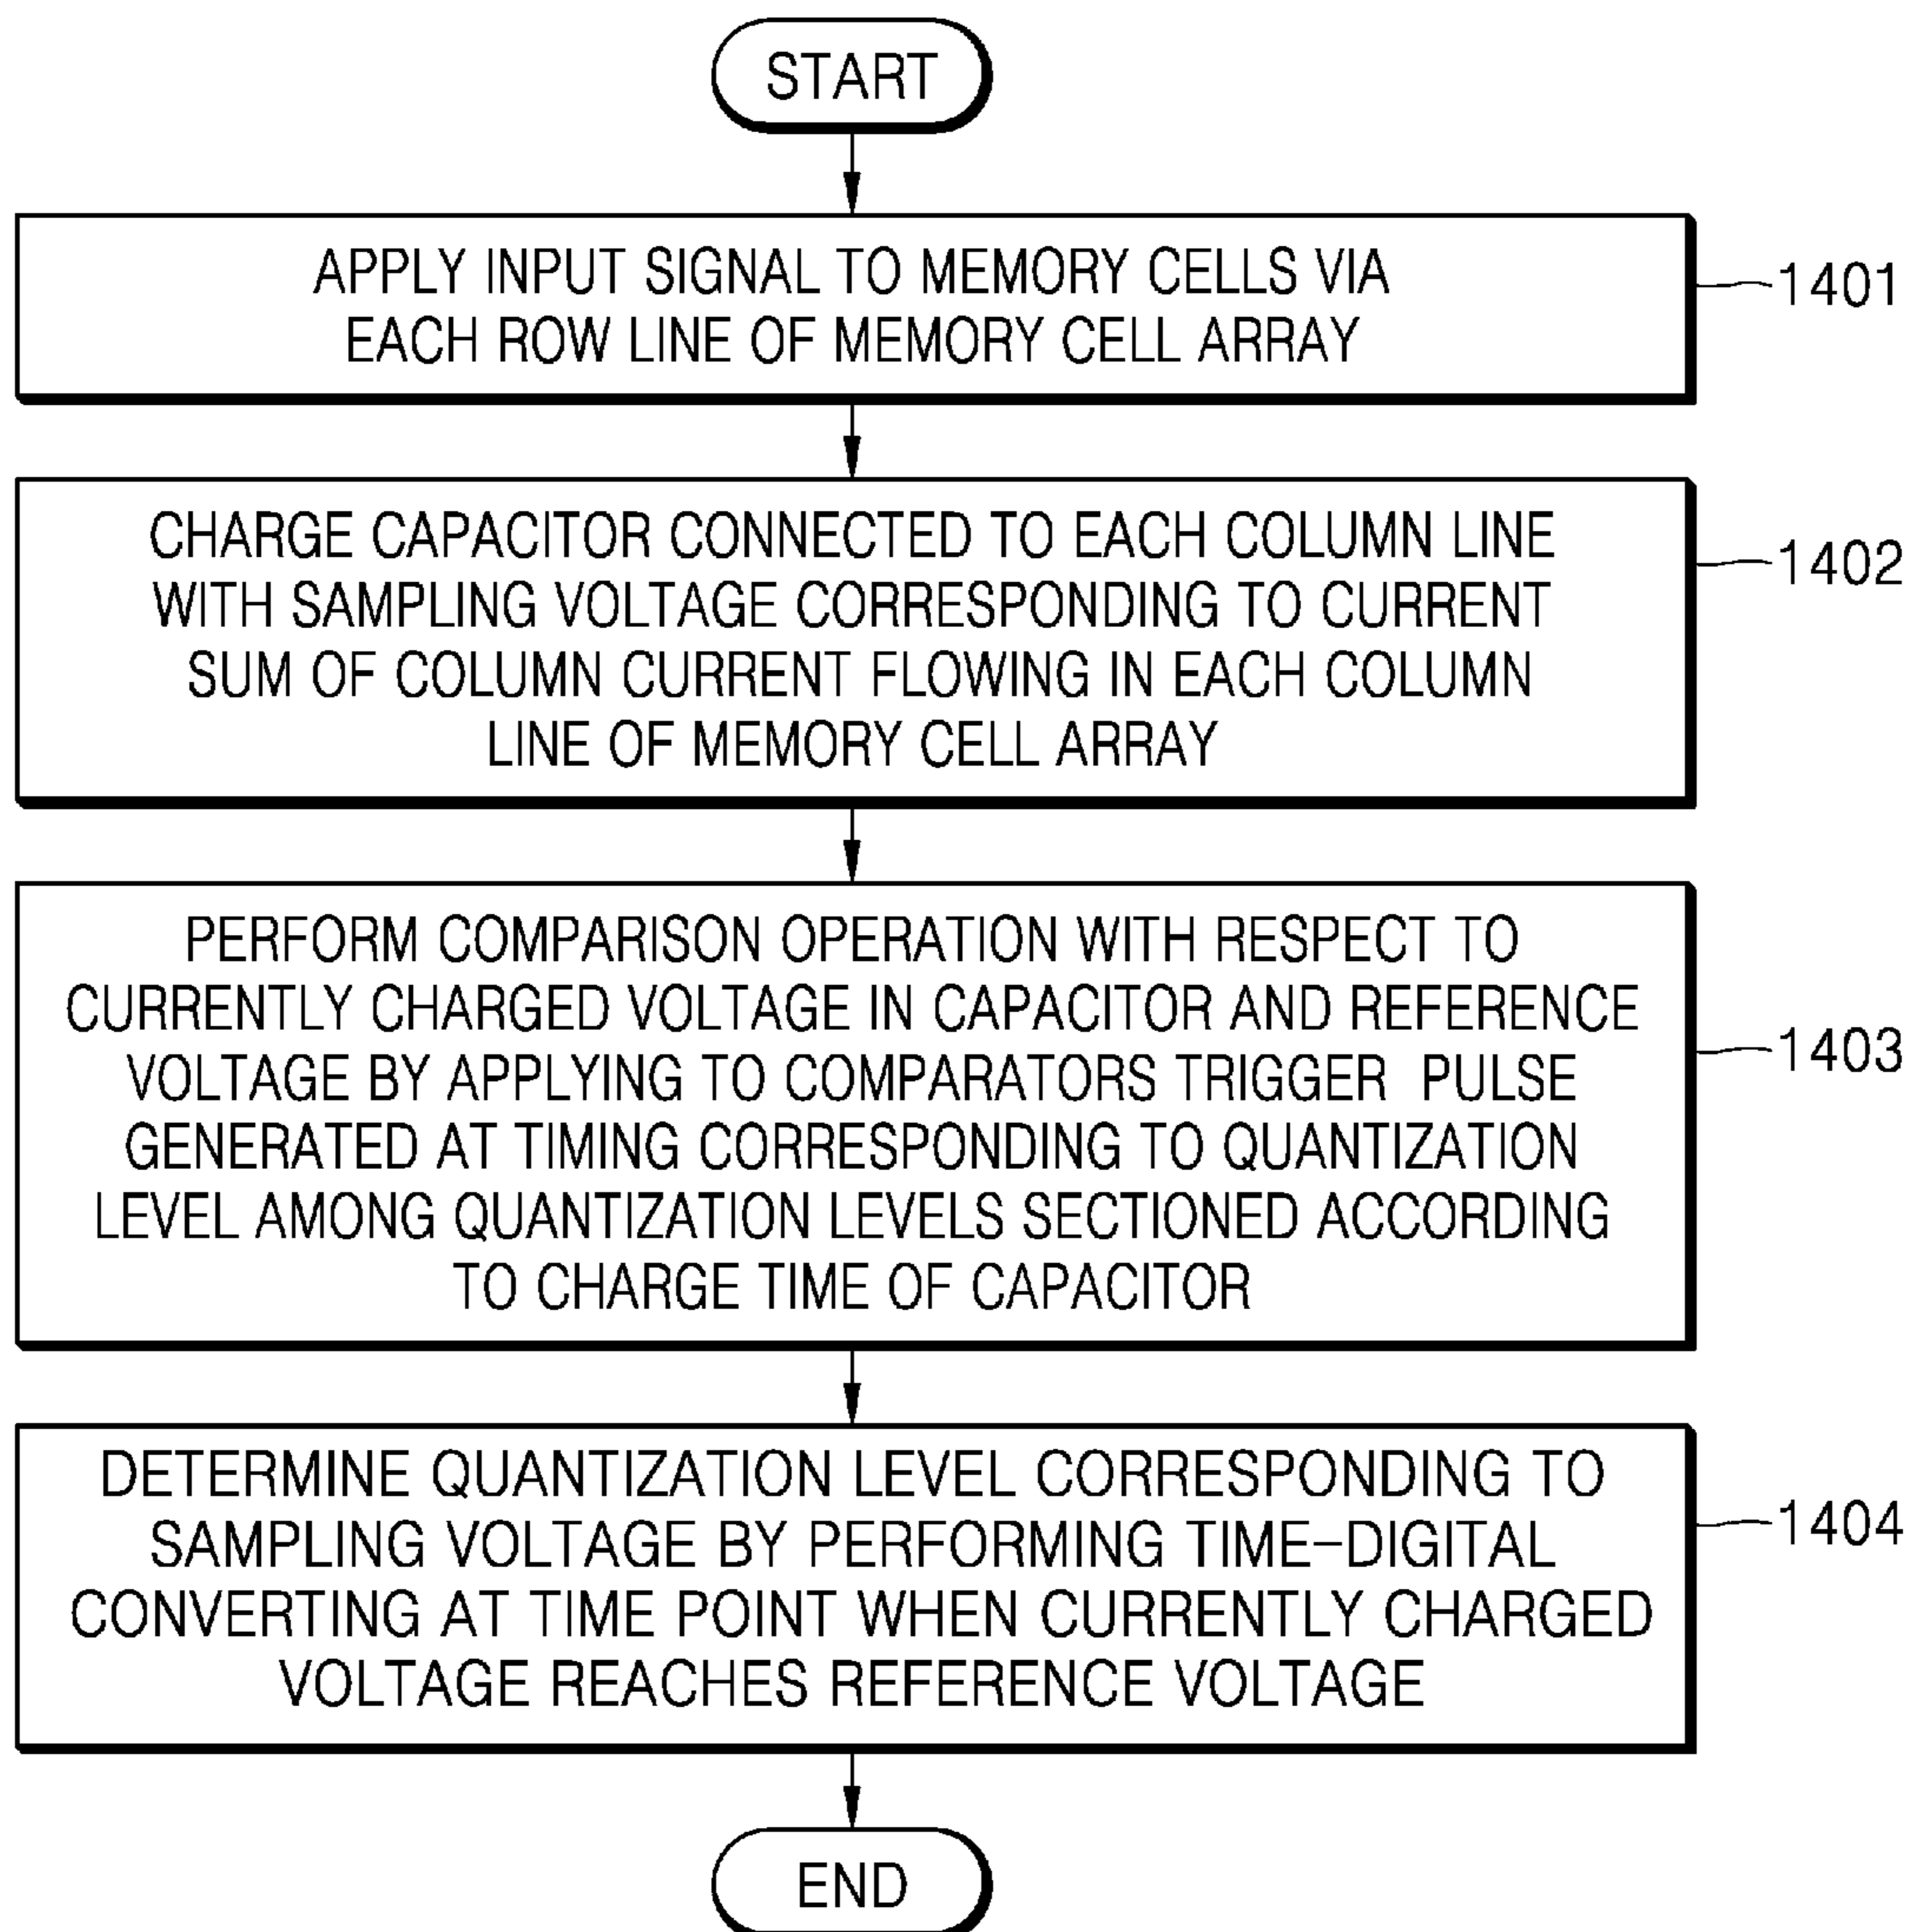 START
APPLY INPUT SIGNAL TO MEMORY CELLS VIA
EACH ROW LINE OF MEMORY CELL ARRAY
1401
CHARGE CAPACITOR CONNECTED TO EACH COLUMN LINE
WITH SAMPLING VOLTAGE CORRESPONDING TO CURRENT
SUM OF COLUMN CURRENT FLOWING IN EACH COLUMN
LINE OF MEMORY CELL ARRAY
1402
PERFORM COMPARISON OPERATION WITH RESPECT TO
CURRENTLY CHARGED VOLTAGE IN CAPACITOR AND REFERENCE
VOLTAGE BY APPLYING TO COMPARATORS TRIGGER PULSE
GENERATED AT TIMING CORRESPONDING TO QUANTIZATION
LEVEL AMONG QUANTIZATION LEVELS SECTIONED ACCORDING
TO CHARGE TIME OF CAPACITOR
1403
DETERMINE QUANTIZATION LEVEL CORRESPONDING TO
SAMPLING VOLTAGE BY PERFORMING TIME-DIGITAL
CONVERTING AT TIME POINT WHEN CURRENTLY CHARGED
VOLTAGE REACHES REFERENCE VOLTAGE
1404
END